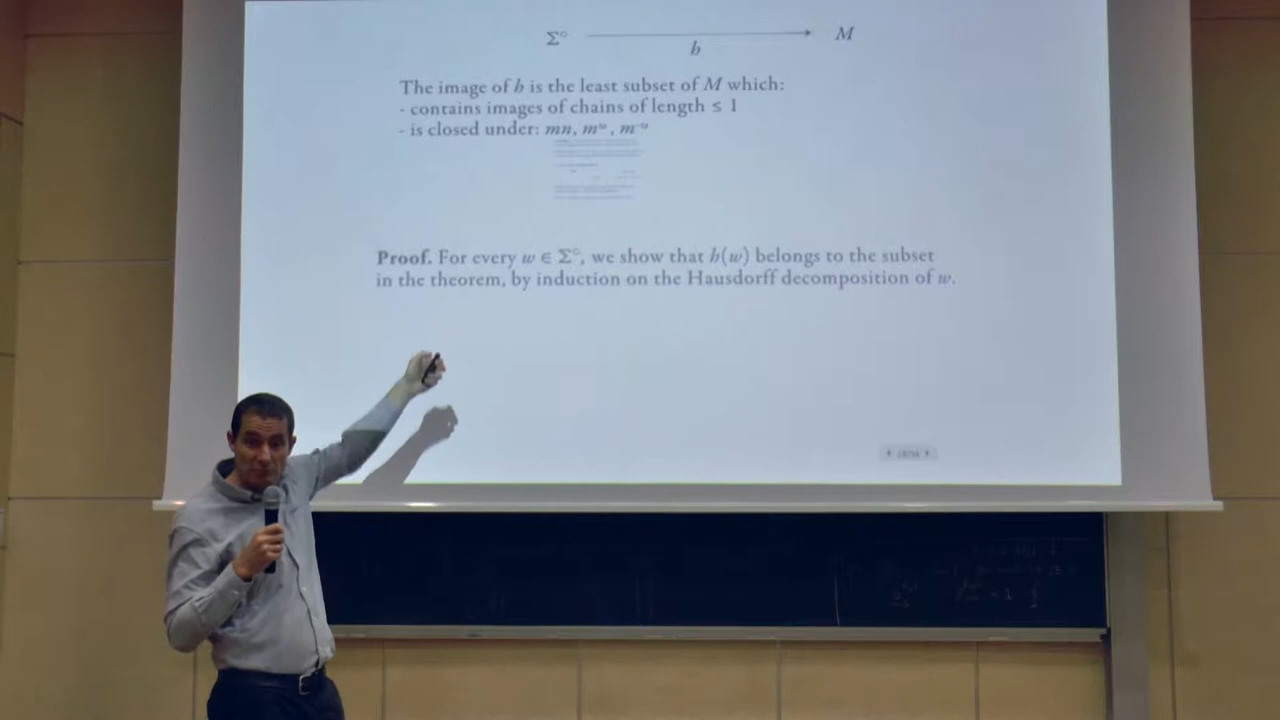 Σ° M
h
The image of h is the least subset of M which:
- contains images of chains of length ≤ 1
- is closed under: mn, m^ω, m^-ω
Proof. For every w ∈ Σ°, we show that h(w) belongs to the subset
in the theorem, by induction on the Hausdorff decomposition of w.